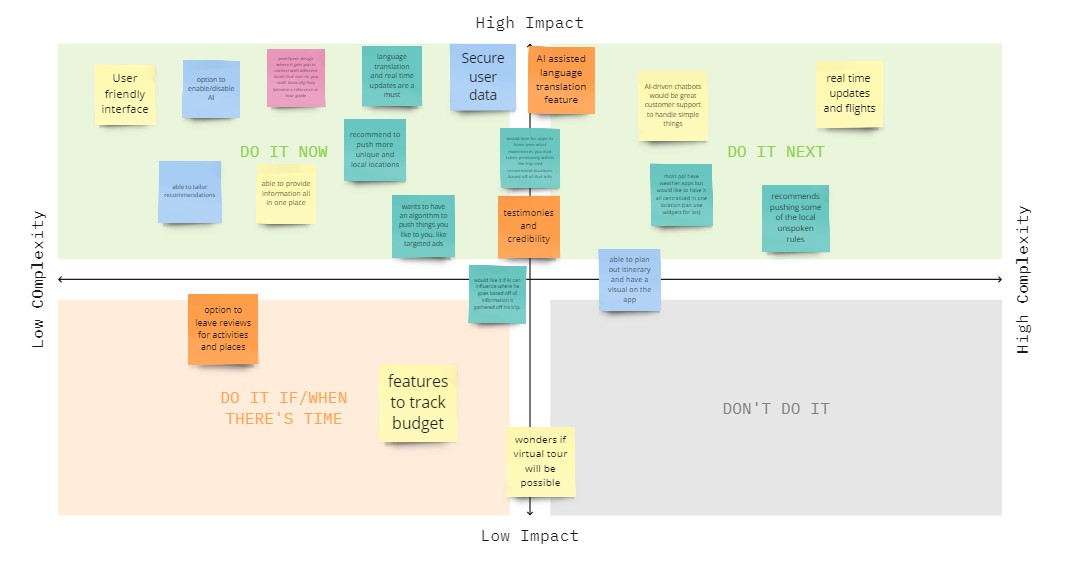 High Impact
User
friendly
interface
option to
enable/disable
AI
language
translation
and real time
updates are a
must
Secure
user
data
AI assisted
language
translation
feature
AI-driven chatbots
would be great
customer support
to handle simple
things
real time
updates
and flights
DO IT NOW
recommend to
push more
unique and
local locations
DO IT NEXT
able to tailor
recommendations
able to provide
information all
in one place
wants to have
an algorithm to
push things you
like to you, like
targeted ads
testimonies
and
credibility
most ppl have
weather apps but
would like to have it
all centralized in one
location (can use
widgets for ios)
recommends
pushing some
of the local
unspoken
rules
Low COmplexity
High Complexity
would like it if AI can
influence where he
goes based off of
information it
gathered off his trip.
able to plan
out itinerary
and have a
visual on the
app
option to
leave reviews
for activities
and places
DO IT IF/WHEN
THERE'S TIME
features
to track
budget
DON'T DO IT
wonders if
virtual tour
will be
possible
Low Impact